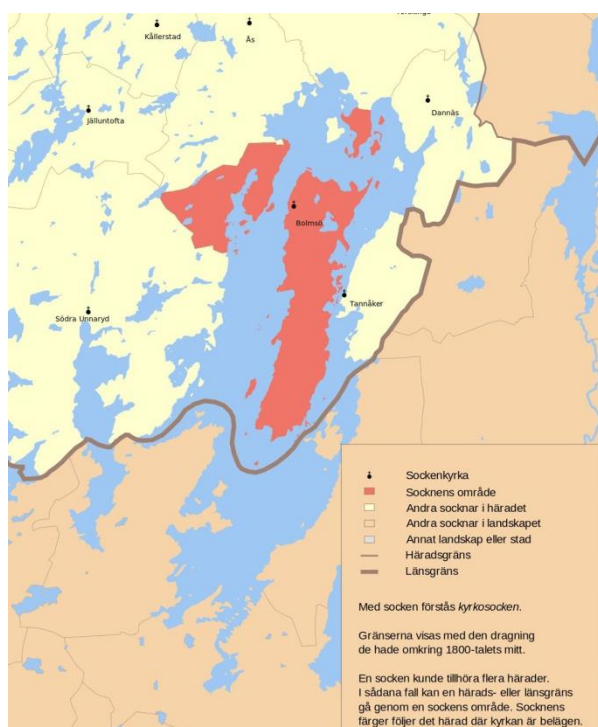 Kållerstad
Ås
Jälluntofta
Dannäs
Bolmsö
Tannåker
Södra Unnaryd
Sockenkyrka
Socknens område
Andra socknar i häradet
Andra socknar i landskapet
Annat landskap eller stad
Häradsgräns
Länsgräns
Med socken förstås kyrkosocken.
Gränserna visas med den dragning
de hade omkring 1800-talets mitt.
En socken kunde tillhöra flera härader.
I sådana fall kan en härads- eller länsgräns
gå genom en sockens område. Socknens
färger följer det härad där kyrkan är belägen.